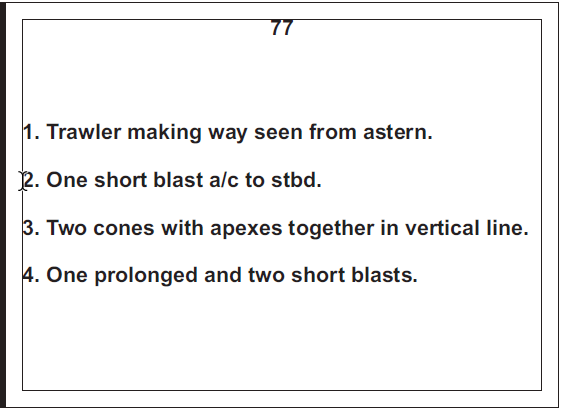 77
1. Trawler making way seen from astern.
2. One short blast a/c to stbd.
3. Two cones with apexes together in vertical line.
4. One prolonged and two short blasts.